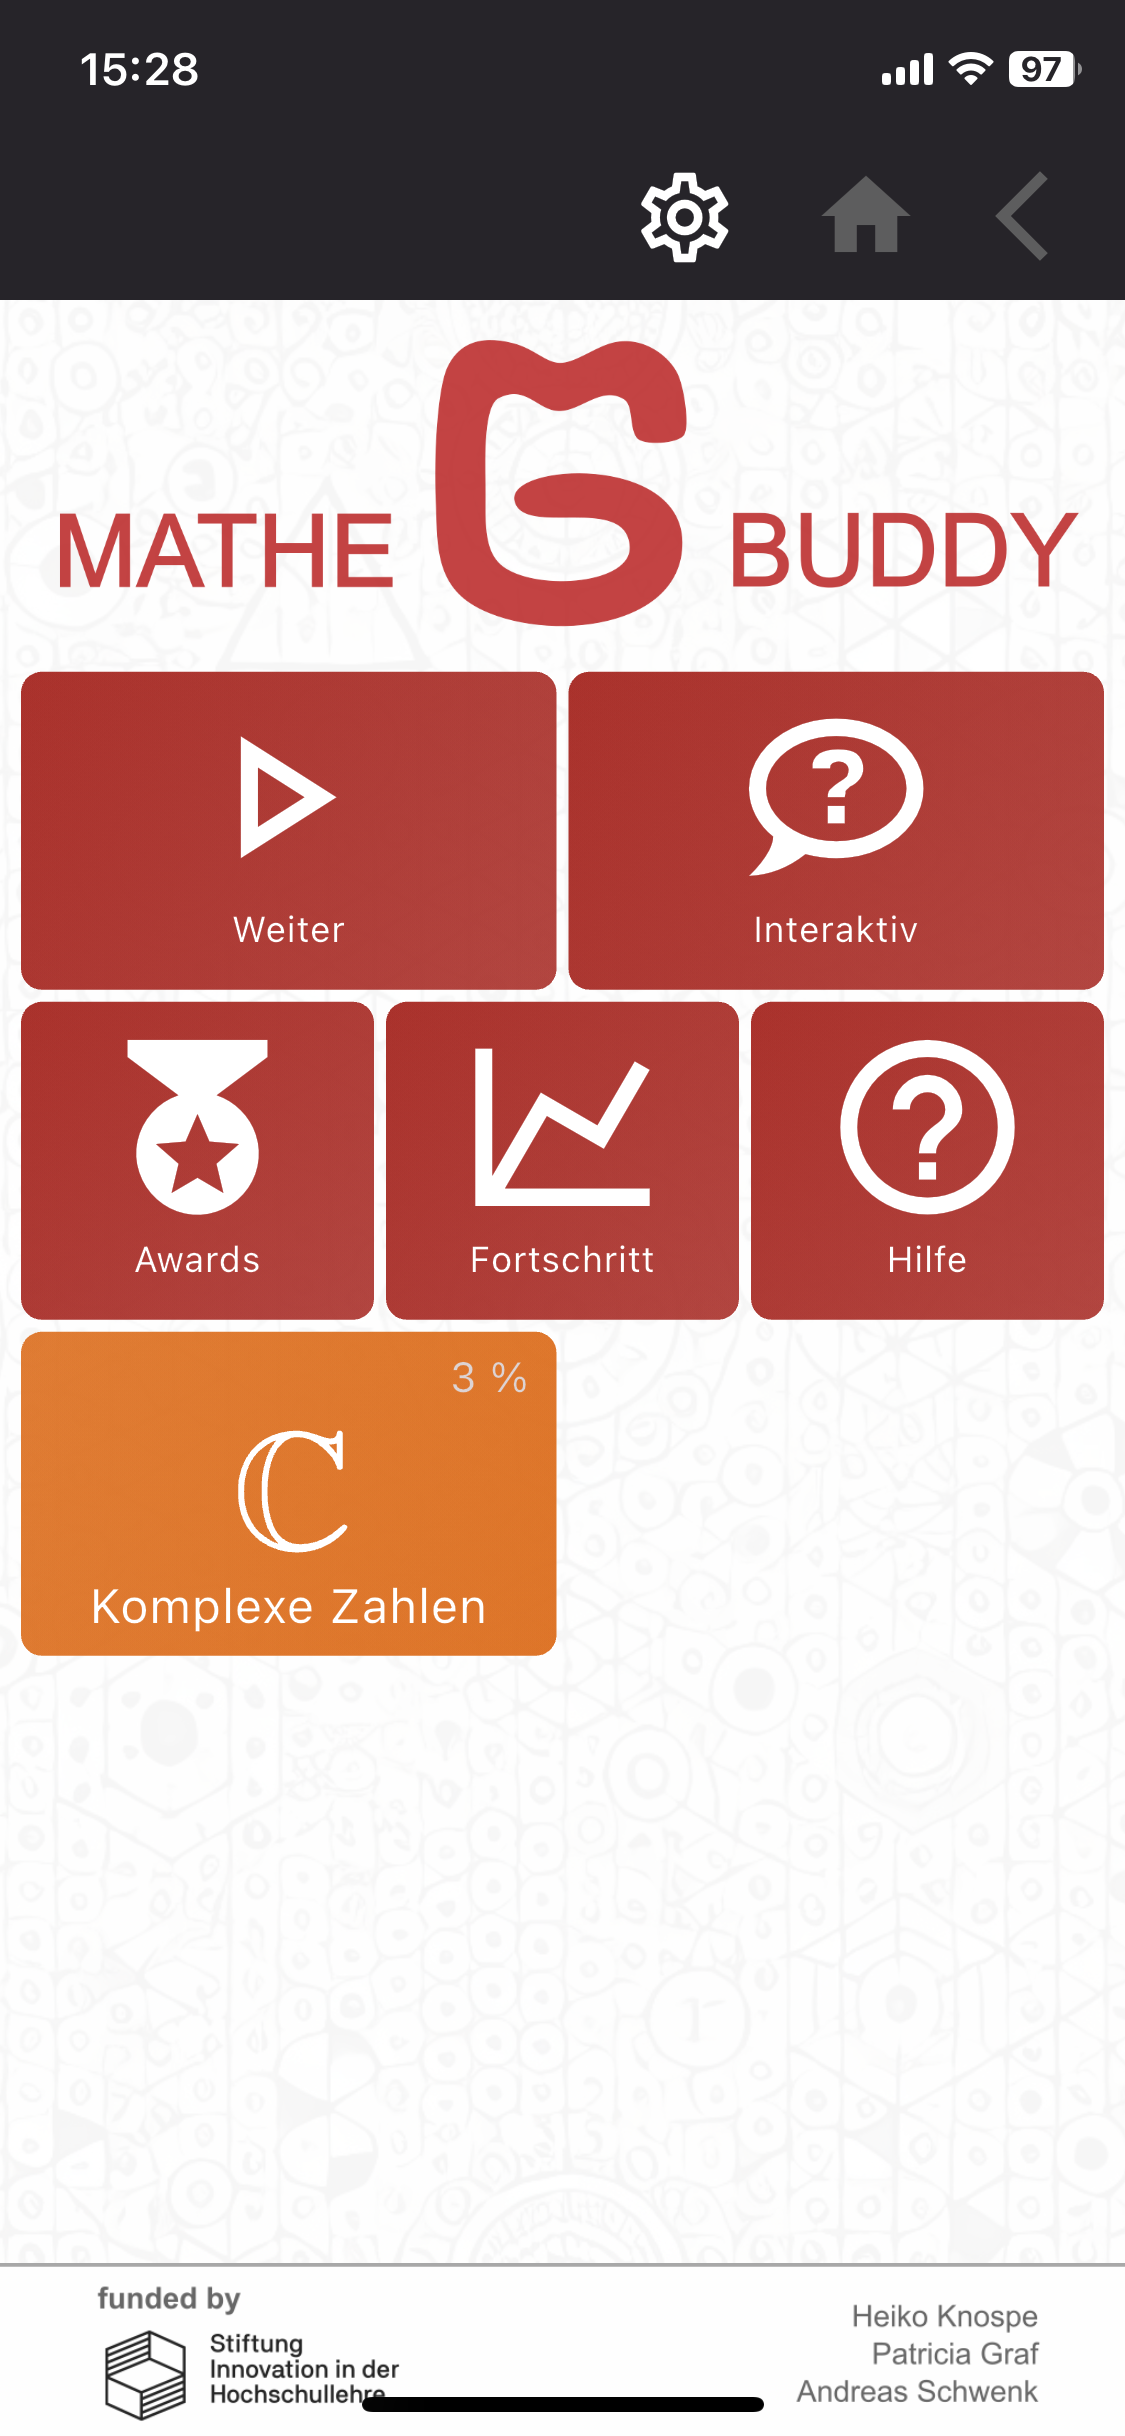 15:28
97
MATHE BUDDY
Weiter
Interaktiv
Awards
Fortschritt
Hilfe
3 %
ℂ
Komplexe Zahlen
funded by
Stiftung
Innovation in der
Hochschullehre
Heiko Knospe
Patricia Graf
Andreas Schwenk